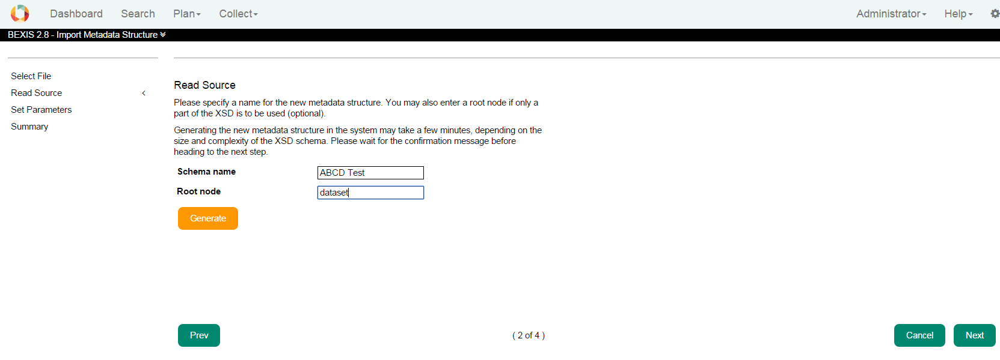 Dashboard Search Plan Collect Administrator Help
BEXIS 2.8 - Import Metadata Structure
Select File
Read Source
Set Parameters
Summary
Read Source
Please specify a name for the new metadata structure. You may also enter a root node if only a
part of the XSD is to be used (optional).
Generating the new metadata structure in the system may take a few minutes, depending on the
size and complexity of the XSD schema. Please wait for the confirmation message before
heading to the next step.
Schema name ABCD Test
Root node dataset
Generate
Prev ( 2 of 4 ) Cancel Next